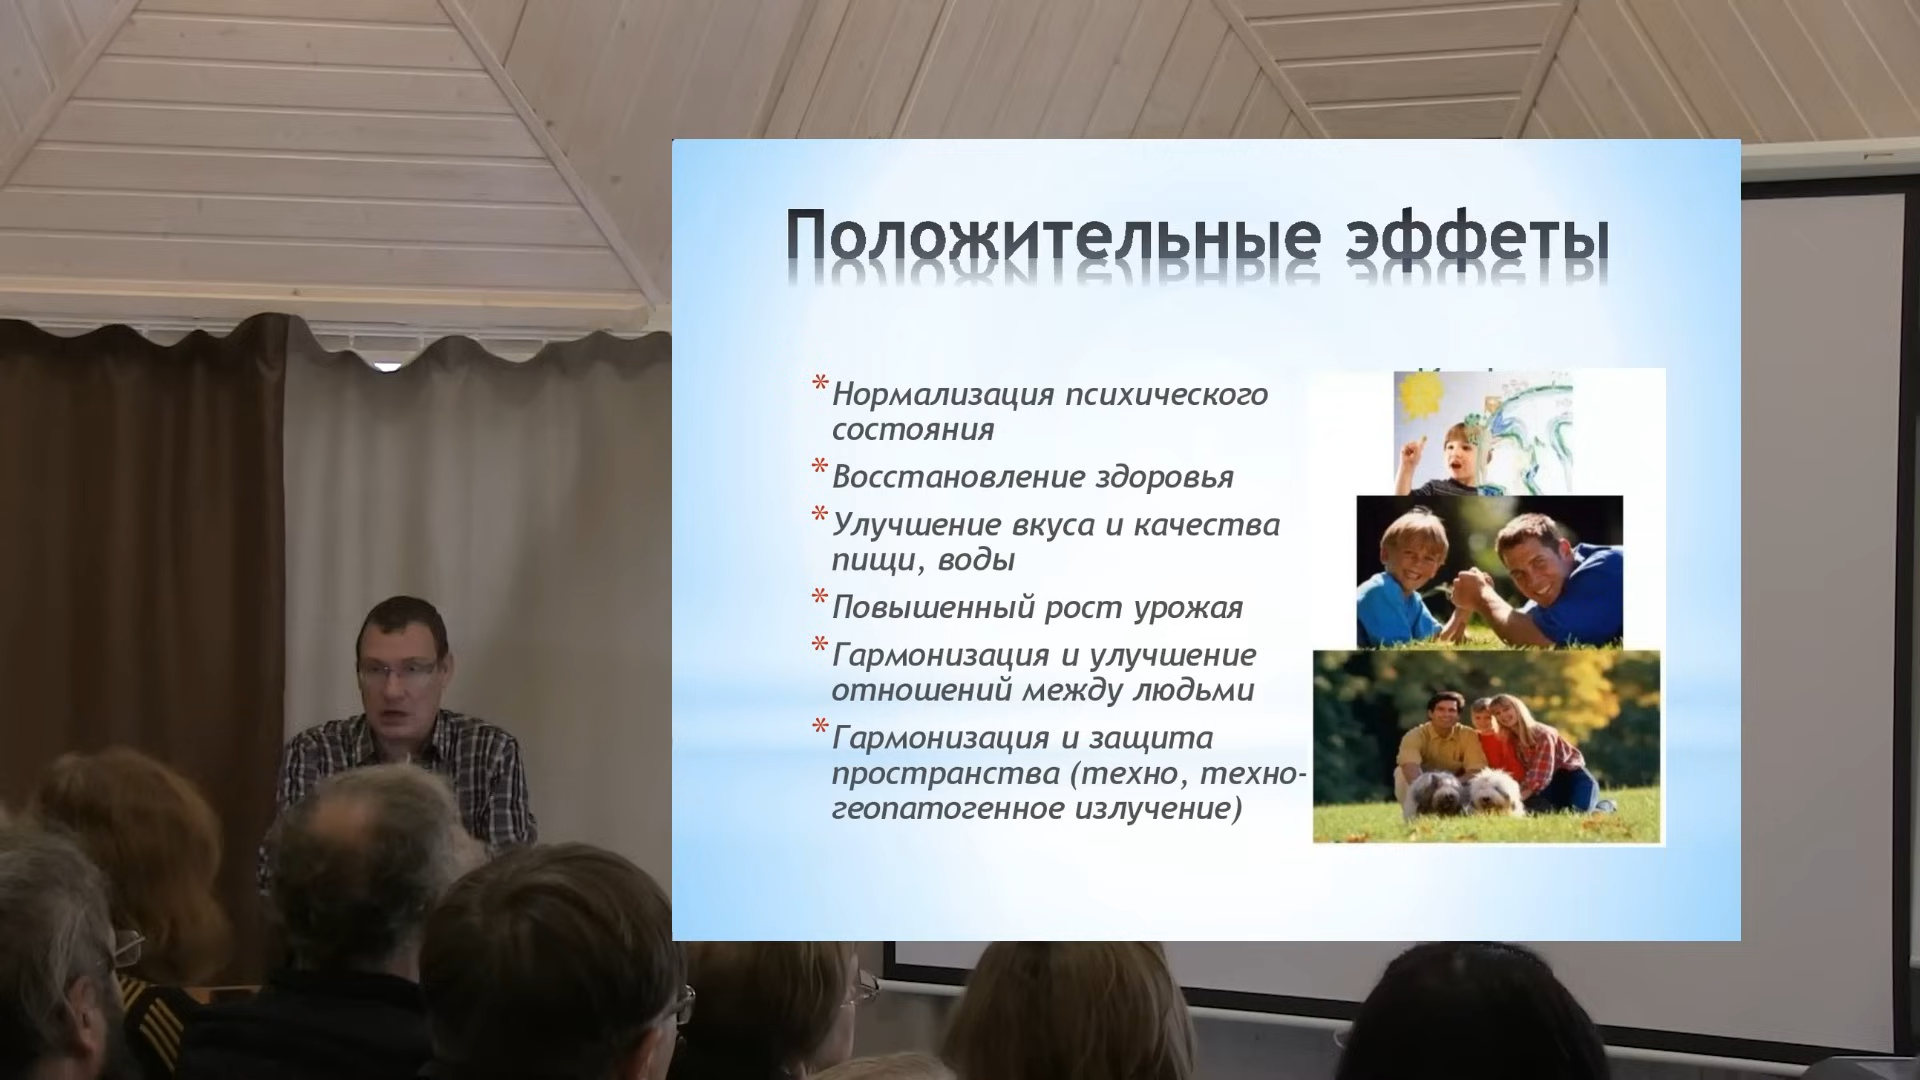 Положительные эффеты
* Нормализация психического
состояния
* Восстановление здоровья
* Улучшение вкуса и качества
пищи, воды
* Повышенный рост урожая
* Гармонизация и улучшение
отношений между людьми
* Гармонизация и защита
пространства (техно, техно-
геопатогенное излучение)